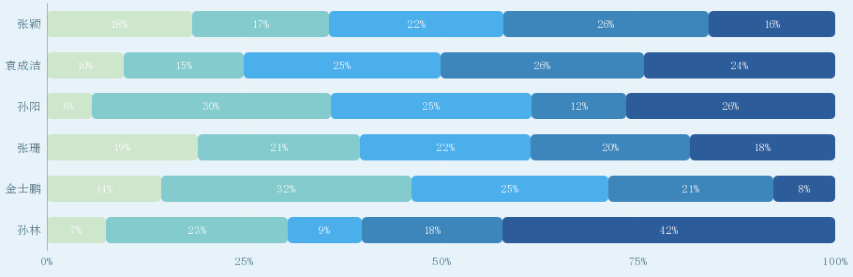 张颖 18% 17% 22% 26% 16%
袁成洁 10% 15% 25% 26% 24%
孙阳 6% 30% 25% 12% 26%
张珊 19% 21% 22% 20% 18%
金士鹏 14% 32% 25% 21% 8%
孙林 7% 23% 9% 18% 42%
0% 25% 50% 75% 100%